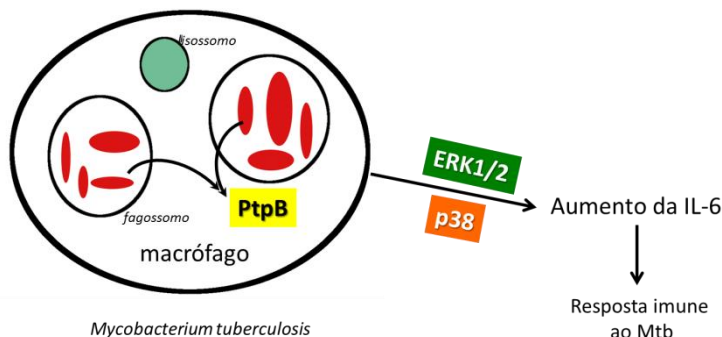 lisossomo
ERK1/2
PtpB
p38
Aumento da IL-6
fagossomo
macrófago
Resposta imune
ao Mtb
Mycobacterium tuberculosis